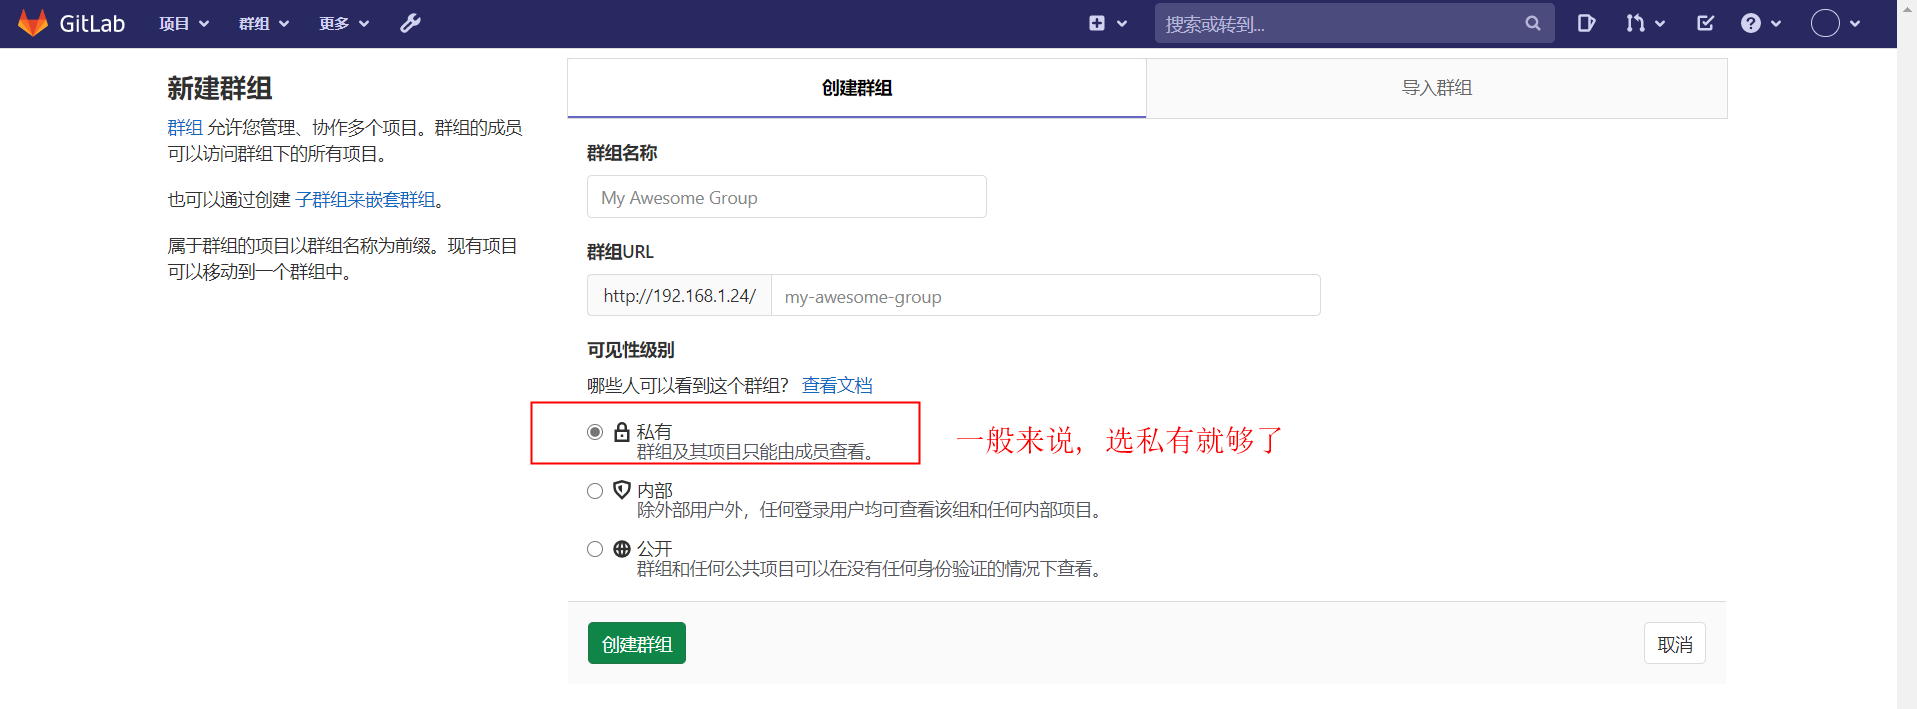 GitLab 项目 群组 更多 搜索或转到...
新建群组
群组 允许您管理、协作多个项目。群组的成员
可以访问群组下的所有项目。
也可以通过创建 子群组来嵌套群组。
属于群组的项目以群组名称为前缀。现有项目
可以移动到一个群组中。
创建群组 导入群组
群组名称
My Awesome Group
群组URL
http://192.168.1.24/ my-awesome-group
可见性级别
哪些人可以看到这个群组? 查看文档
私有
群组及其项目只能由成员查看。
一般来说,选私有就够了
内部
除外部用户外，任何登录用户均可查看该组和任何内部项目。
公开
群组和任何公共项目可以在没有任何身份验证的情况下查看。
创建群组 取消